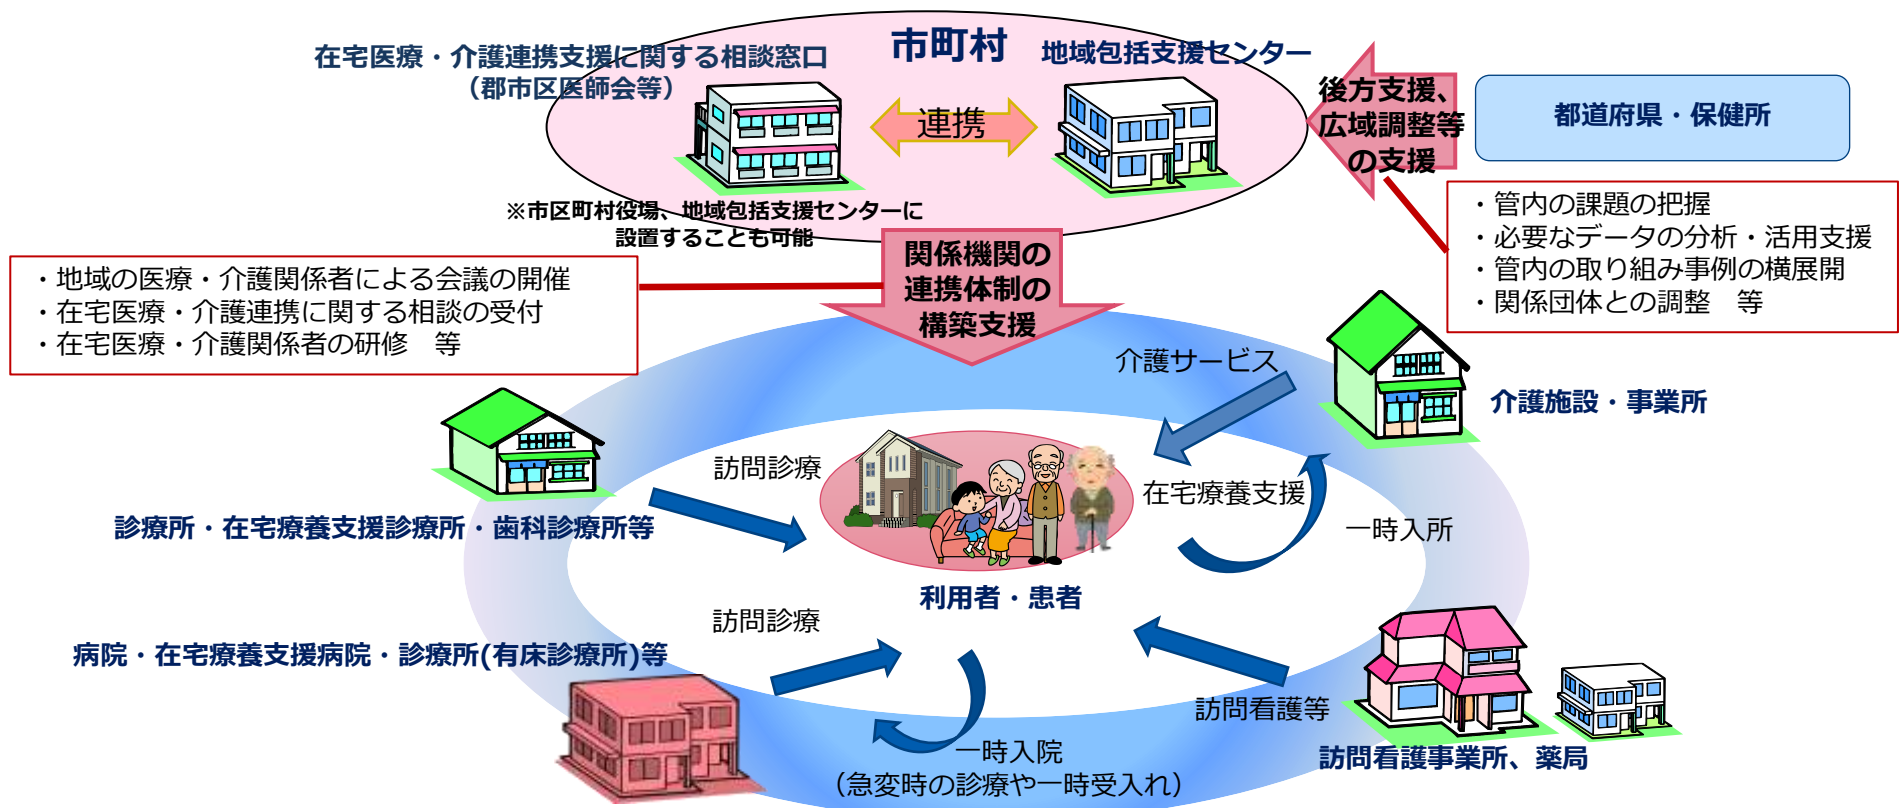 市町村
在宅医療・介護連携支援に関する相談窓口
（郡市区医師会等）
地域包括支援センター
連携
後方支援、
広域調整等
の支援
都道府県・保健所
※市区町村役場、地域包括支援センターに
設置することも可能
・管内の課題の把握
・必要なデータの分析・活用支援
・管内の取り組み事例の横展開
・関係団体との調整　等
関係機関の
連携体制の
構築支援
・地域の医療・介護関係者による会議の開催
・在宅医療・介護連携に関する相談の受付
・在宅医療・介護関係者の研修　等
介護サービス
介護施設・事業所
訪問診療
在宅療養支援
一時入所
診療所・在宅療養支援診療所・歯科診療所等
利用者・患者
訪問診療
病院・在宅療養支援病院・診療所(有床診療所)等
訪問看護等
訪問看護事業所、薬局
一時入院
（急変時の診療や一時受入れ）